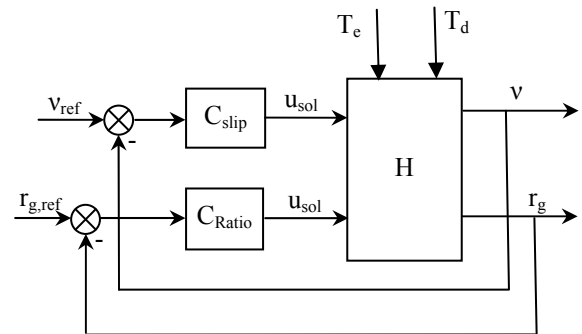 T_e T_d
ν_ref C_slip u_sol ν
-
H
r_g,ref C_Ratio u_sol r_g
-